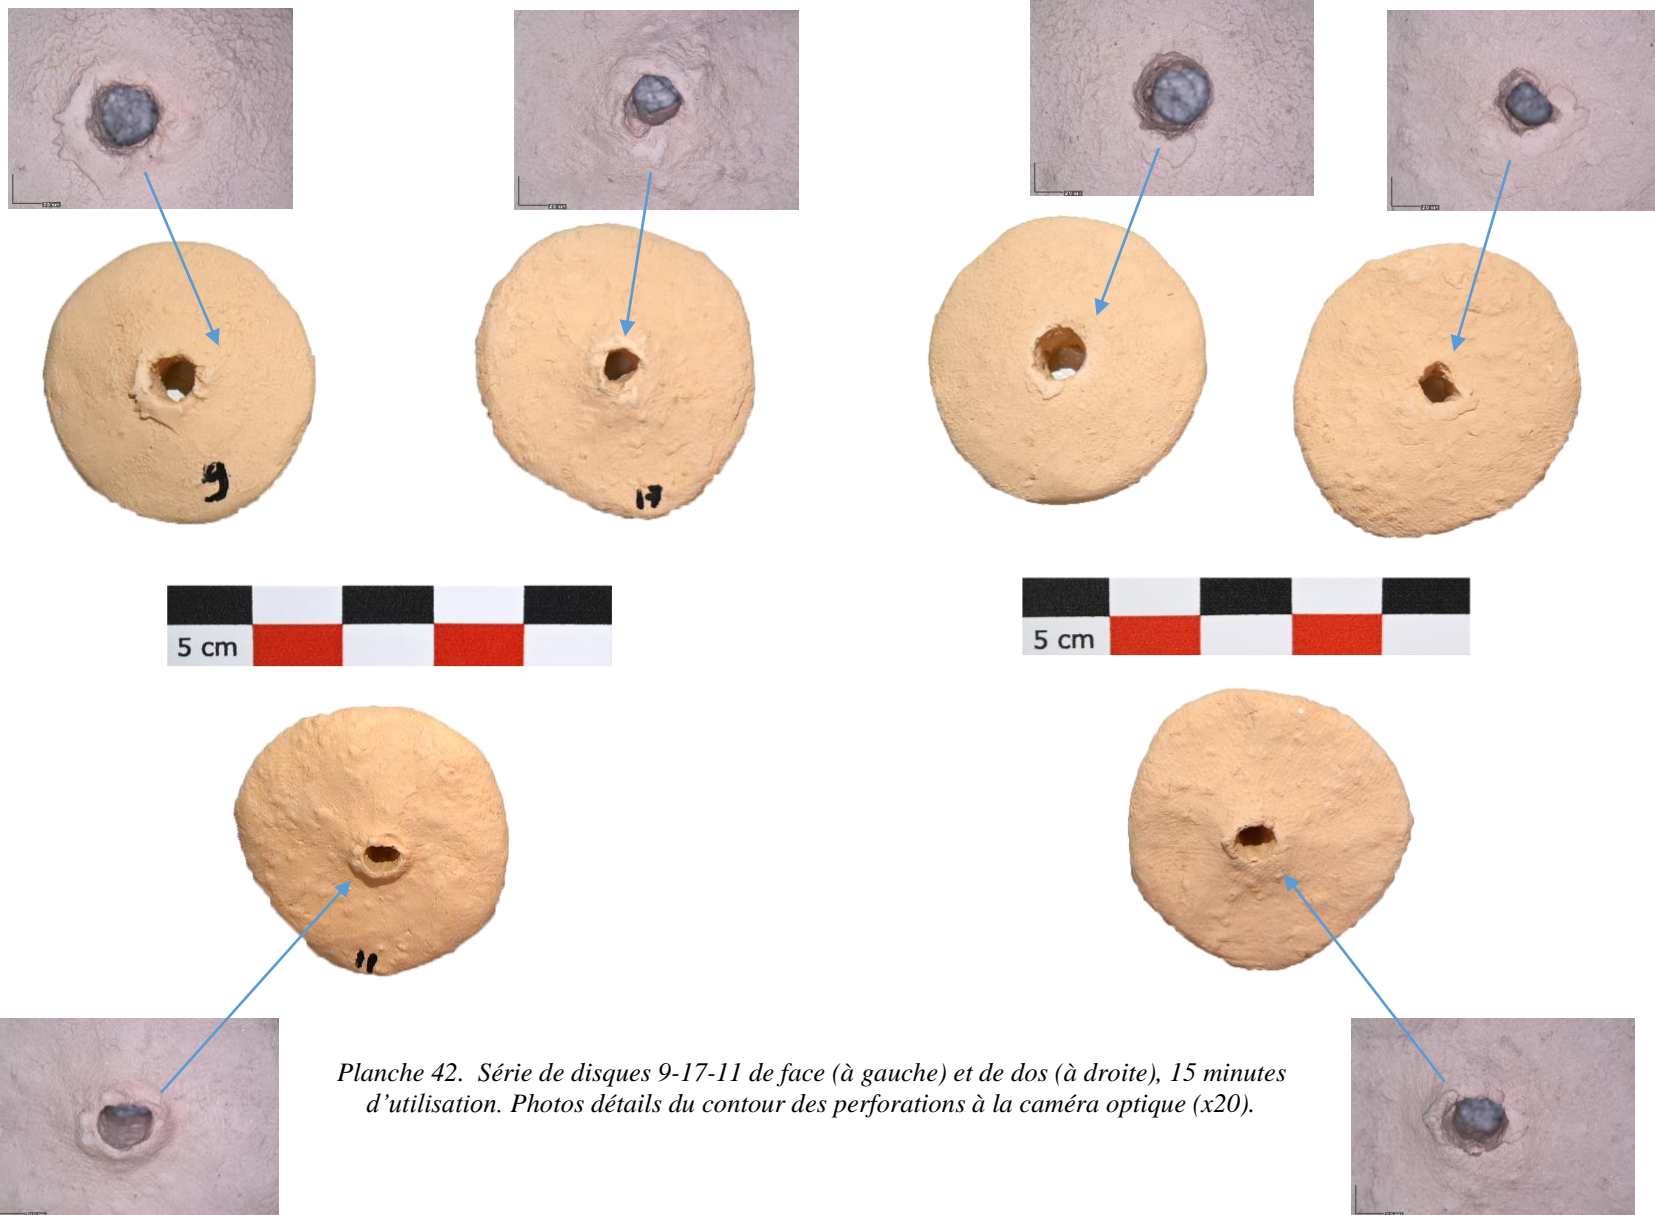 9
17
5 cm
5 cm
11
Planche 42. Série de disques 9-17-11 de face (à gauche) et de dos (à droite), 15 minutes
d’utilisation. Photos détails du contour des perforations à la caméra optique (x20).